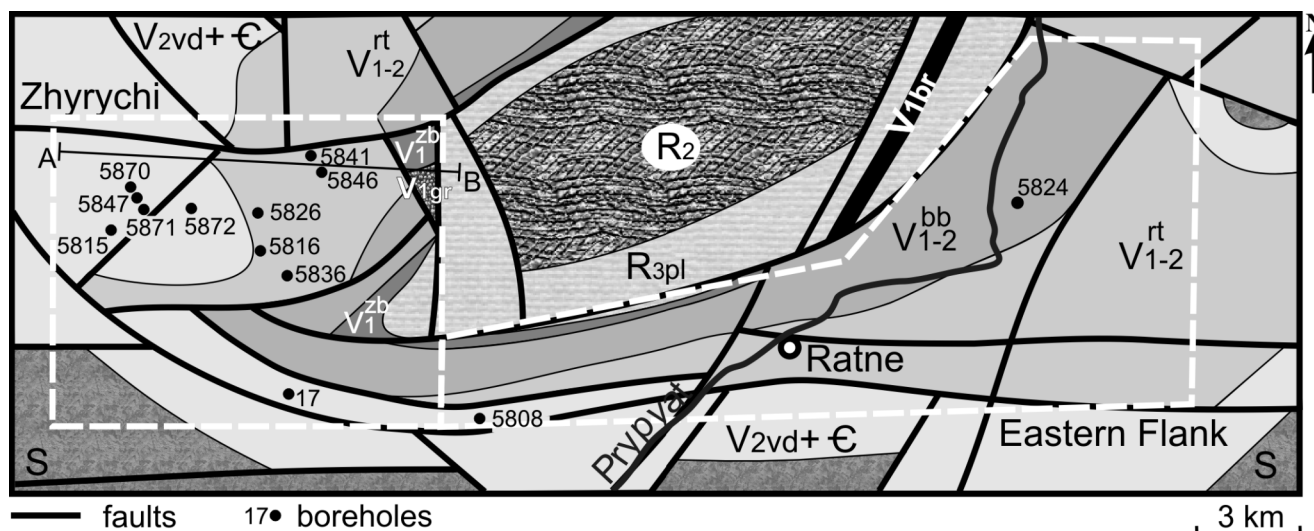 N
V2vd+Є
V1-2rt
Zhyrychi
V1zb
V1br
R2
A
5841
B
5870
5846
V1gr
5847
5824
5871
5872
5826
V1-2bb
V1-2rt
5815
5816
R3pl
5836
V1zb
Ratne
17
5808
Prypyat
V2vd+Є
Eastern Flank
S
S
faults
17 boreholes
3 km